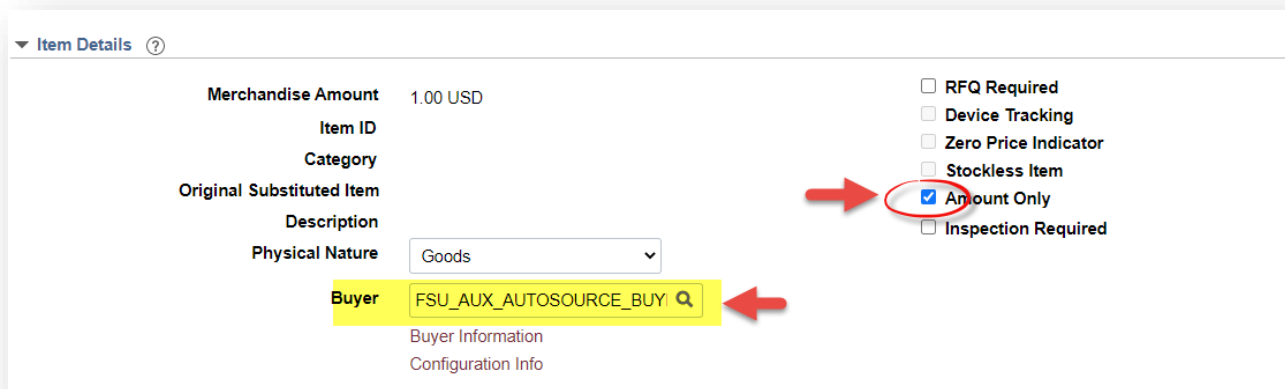 Item Details ?
Merchandise Amount 1.00 USD
Item ID
Category
Original Substituted Item
Description
Physical Nature Goods
Buyer FSU_AUX_AUTOSOURCE_BUY
Buyer Information
Configuration Info
RFQ Required
Device Tracking
Zero Price Indicator
Stockless Item
Amount Only
Inspection Required